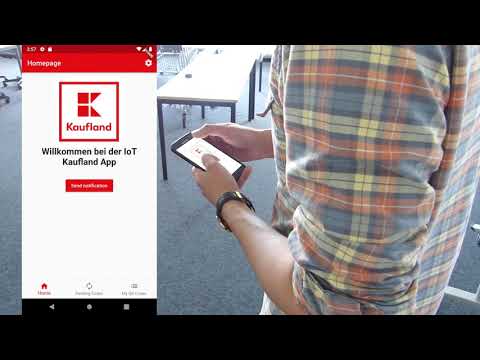 3:57
Homepage
Kaufland
Willkommen bei der IoT
Kaufland App
Send notification
Home
Pending Codes
My QR Codes